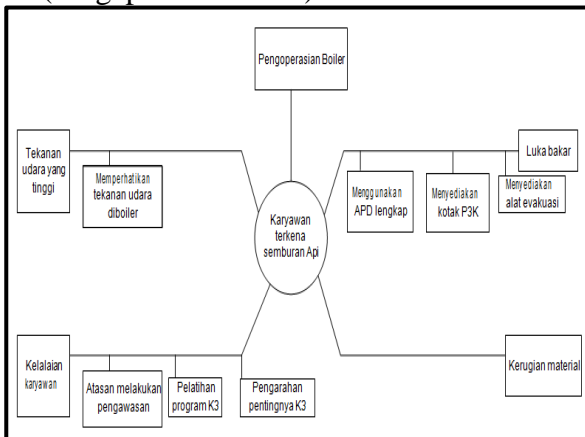 Pengoperasian Boiler
Tekanan
udara yang
tinggi
Memperhatikan
tekanan udara
diboiler
Karyawan
terkena
semburan Api
Menggunakan
APD lengkap
Menyediakan
kotak P3K
Menyediakan
alat evakuasi
Luka bakar
Kelalaian
karyawan
Atasan melakukan
pengawasan
Pelatihan
program K3
Pengarahan
pentingnya K3
Kerugian material